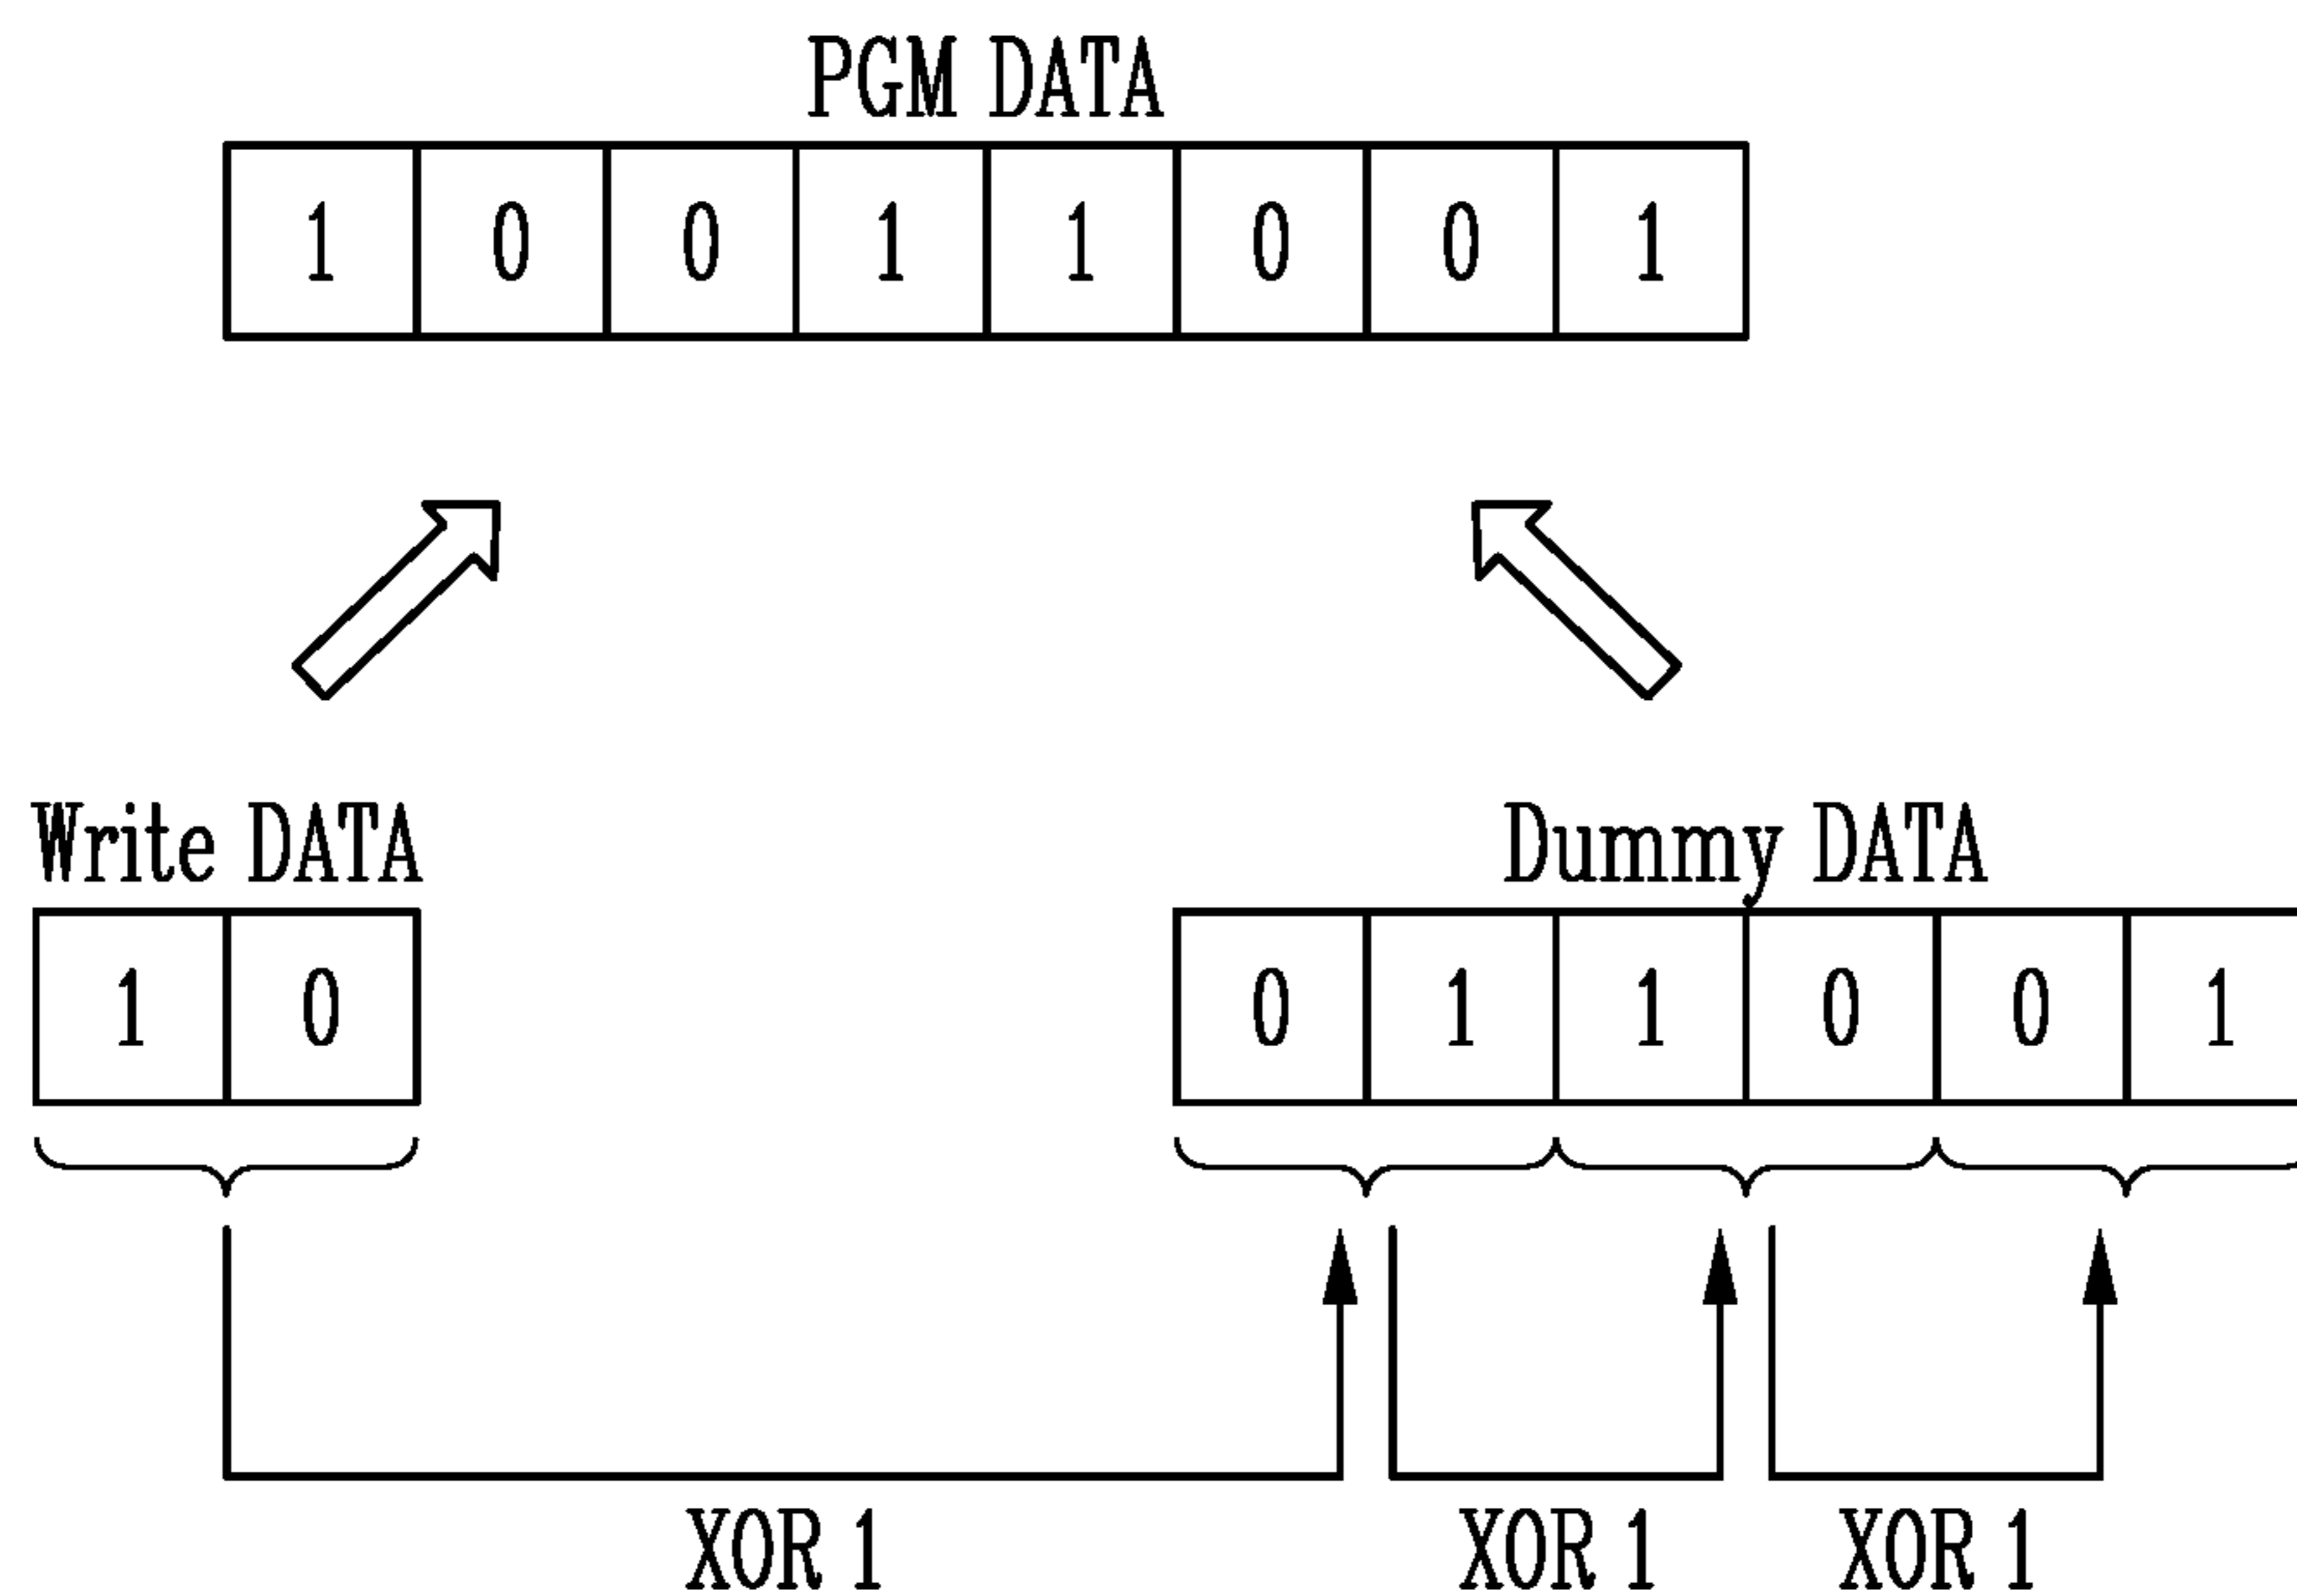 PGM DATA
1 0 0 1 1 0 0 1
Write DATA
Dummy DATA
1 0
0 1 1 0 0 1
XOR 1
XOR 1
XOR 1